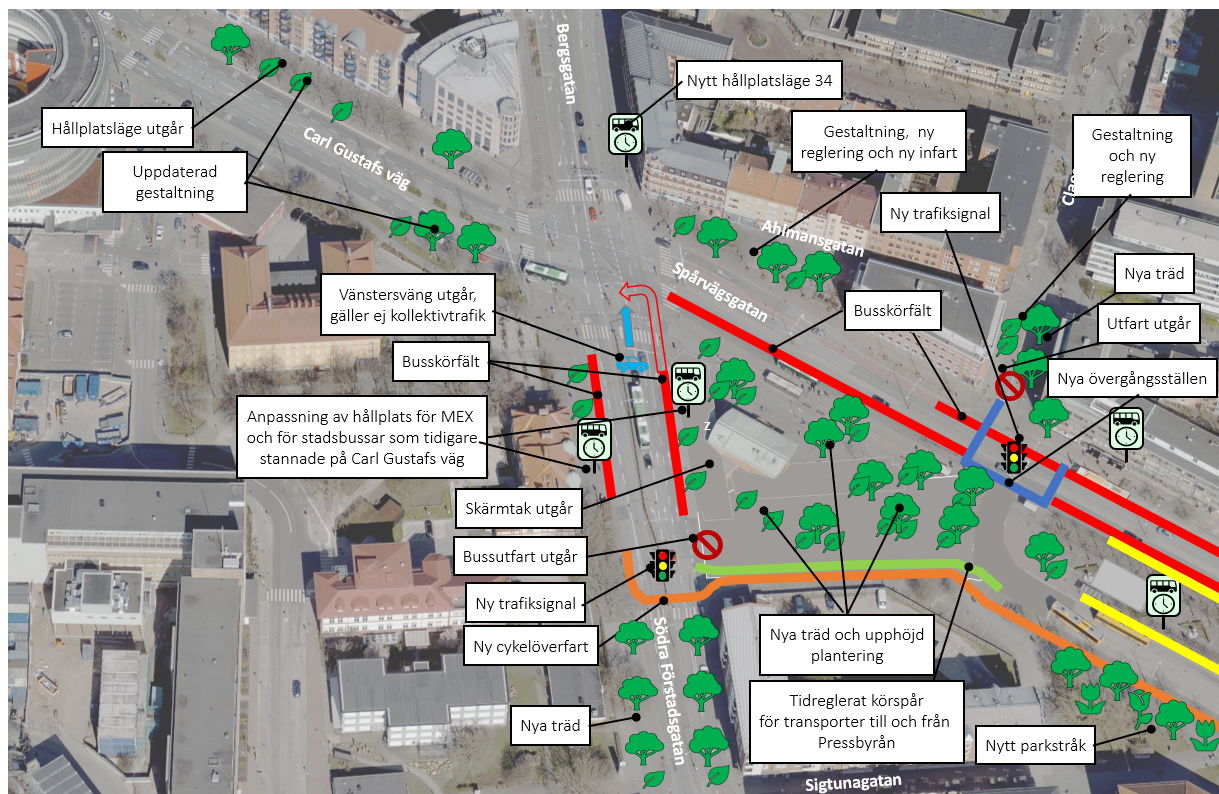 Bergsgatan
Nytt hållplatsläge 34
Hållplatsläge utgår
Carl Gustafs väg
Uppdaterad
gestaltning
Gestaltning, ny
reglering och ny infart
Gestaltning
och ny
reglering
Ny trafiksignal
Ahlmansgatan
Spårvägsgatan
Nya träd
Vänstersväng utgår,
gäller ej kollektivtrafik
Busskörfält
Utfart utgår
Busskörfält
Nya övergångsställen
Anpassning av hållplats för MEX
och för stadsbussar som tidigare
stannade på Carl Gustafs väg
Z
Skärmtak utgår
Bussutfart utgår
Ny trafiksignal
Ny cykelöverfart
Södra Förstadsgatan
Nya träd och upphöjd
plantering
Tidreglerat körspår
för transporter till och från
Pressbyrån
Nya träd
Nytt parkstråk
Sigtunagatan